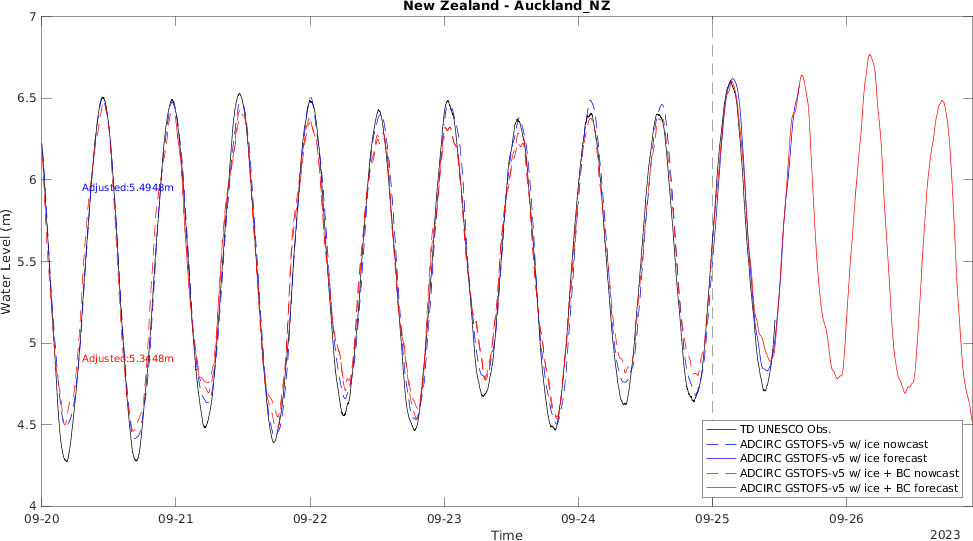 New Zealand - Auckland_NZ
7
6.5
6
5.5
5
4.5
4
Water Level (m)
Adjusted:5.4948m
Adjusted:5.3448m
TD UNESCO Obs.
ADCIRC GSTOFS-v5 w/ ice nowcast
ADCIRC GSTOFS-v5 w/ ice forecast
ADCIRC GSTOFS-v5 w/ ice + BC nowcast
ADCIRC GSTOFS-v5 w/ ice + BC forecast
09-20
09-21
09-22
09-23
09-24
09-25
09-26
Time
2023